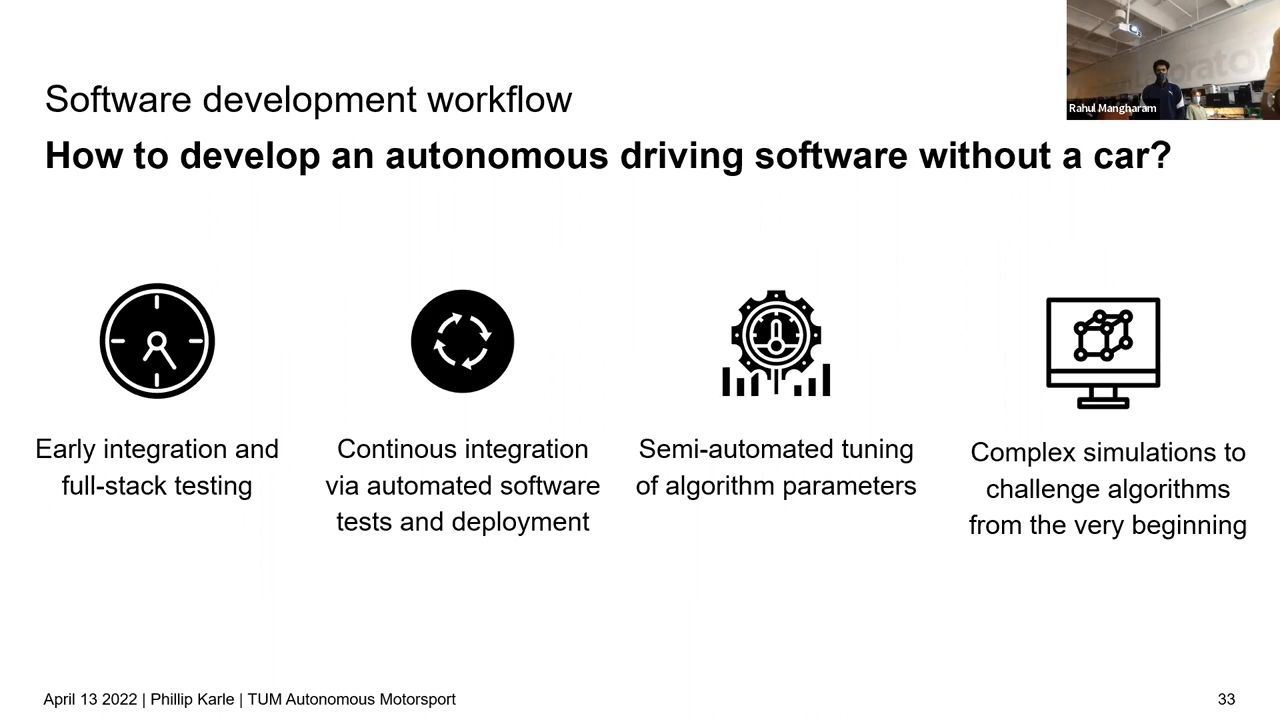 Software development workflow
How to develop an autonomous driving software without a car?
Rahul Mangharam
Early integration and
full-stack testing
Continous integration
via automated software
tests and deployment
Semi-automated tuning
of algorithm parameters
Complex simulations to
challenge algorithms
from the very beginning
April 13 2022 | Phillip Karle | TUM Autonomous Motorsport
33